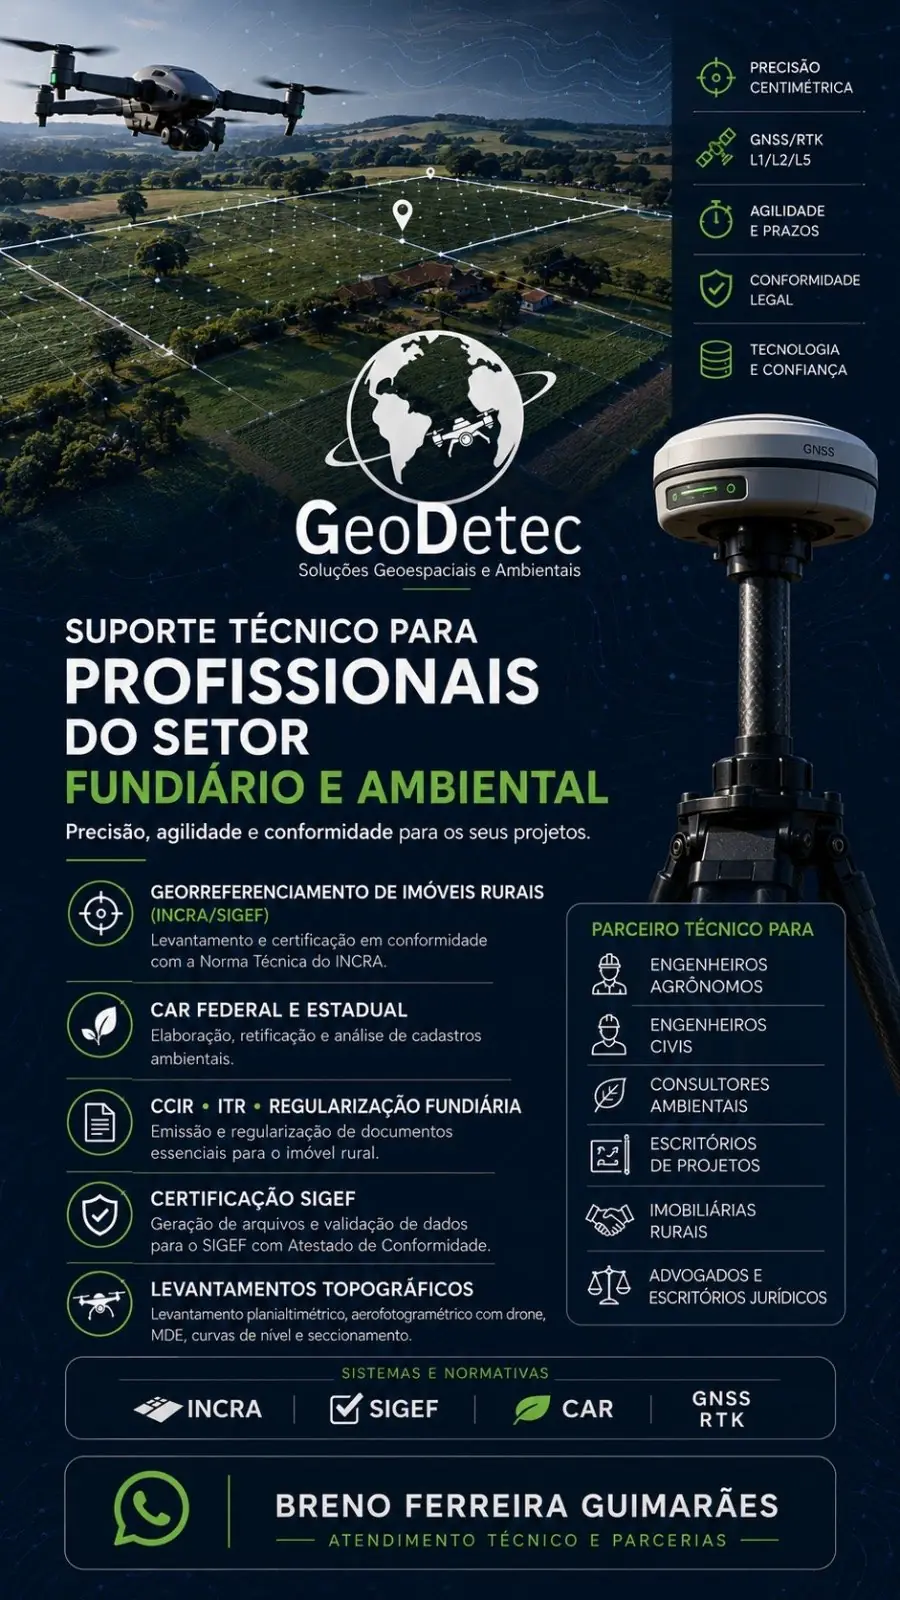 PRECISÃO
CENTIMÉTRICA
GNSS/RTK
L1/L2/L5
AGILIDADE
E PRAZOS
CONFORMIDADE
LEGAL
TECNOLOGIA
E CONFIANÇA
GNSS
GeoDetec
Soluções Geoespaciais e Ambientais
SUPORTE TÉCNICO PARA
PROFISSIONAIS
DO SETOR
FUNDIÁRIO E AMBIENTAL
Precisão, agilidade e conformidade para os seus projetos.
GEORREFERENCIAMENTO DE IMÓVEIS RURAIS
(INCRA/SIGEF)
Levantamento e certificação em conformidade
com a Norma Técnica do INCRA.
CAR FEDERAL E ESTADUAL
Elaboração, retificação e análise de cadastros
ambientais.
CCIR • ITR • REGULARIZAÇÃO FUNDIÁRIA
Emissão e regularização de documentos
essenciais para o imóvel rural.
CERTIFICAÇÃO SIGEF
Geração de arquivos e validação de dados
para o SIGEF com Atestado de Conformidade.
LEVANTAMENTOS TOPOGRÁFICOS
Levantamento planialtimétrico, aerofotogramétrico com drone,
MDE, curvas de nível e seccionamento.
PARCEIRO TÉCNICO PARA
ENGENHEIROS
AGRÔNOMOS
ENGENHEIROS
CIVIS
CONSULTORES
AMBIENTAIS
ESCRITÓRIOS
DE PROJETOS
IMOBILIÁRIAS
RURAIS
ADVOGADOS E
ESCRITÓRIOS JURÍDICOS
SISTEMAS E NORMATIVAS
INCRA
SIGEF
CAR
GNSS
RTK
BRENO FERREIRA GUIMARÃES
ATENDIMENTO TÉCNICO E PARCERIAS